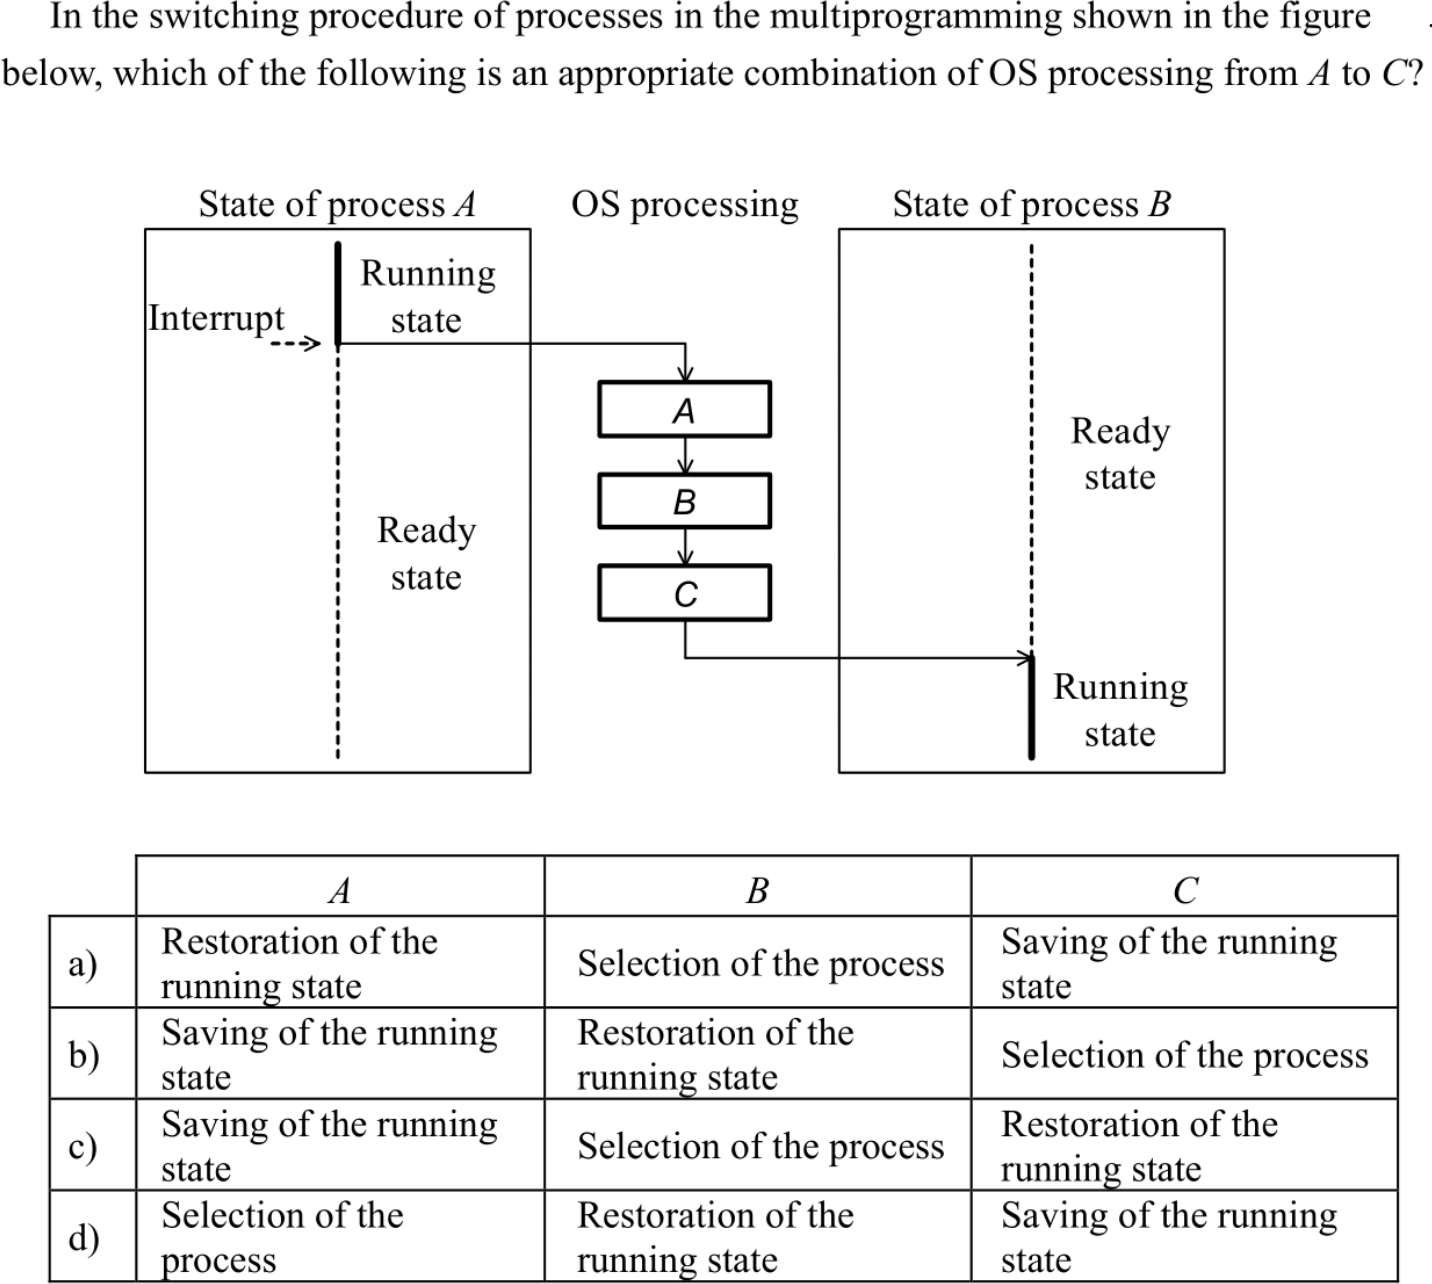 In the switching procedure of processes in the multiprogramming shown in the figure
below, which of the following is an appropriate combination of OS processing from A to C?
State of process A
OS processing
State of process B
Running
state
Interrupt
A
B
C
Ready
state
Ready
state
Running
state
A
B
C
a)
Restoration of the
running state
Selection of the process
Saving of the running
state
b)
Saving of the running
state
Restoration of the
running state
Selection of the process
c)
Saving of the running
state
Selection of the process
Restoration of the
running state
d)
Selection of the
process
Restoration of the
running state
Saving of the running
state